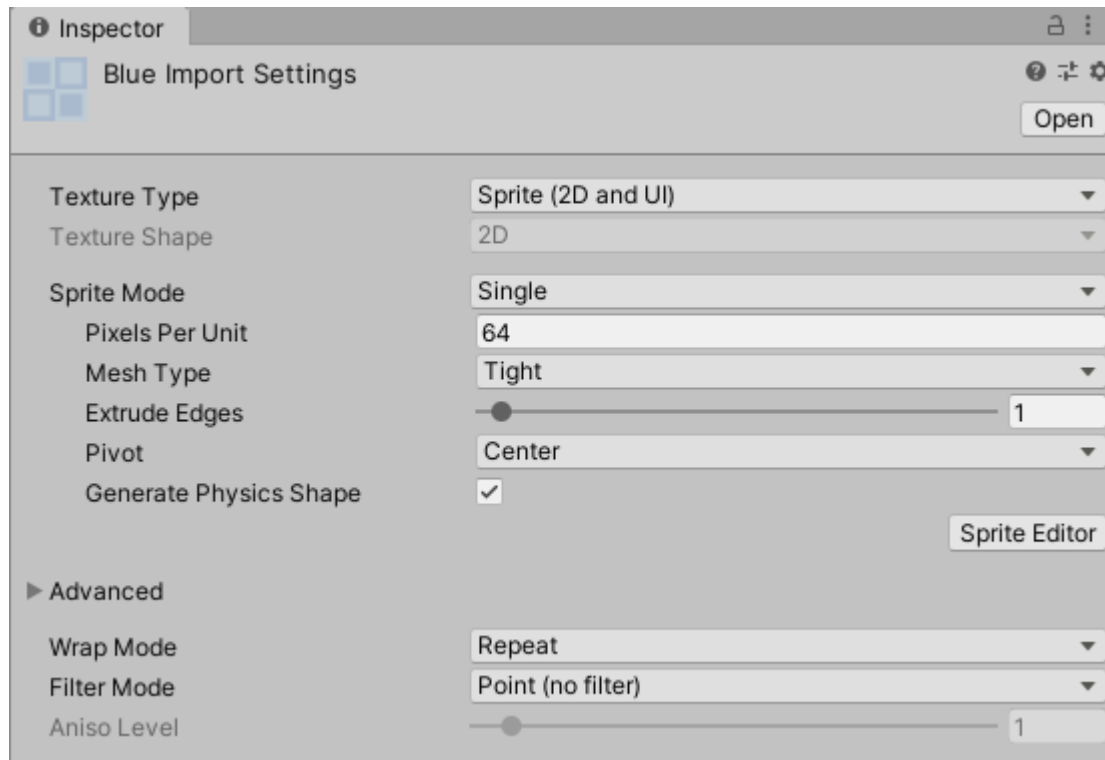 Inspector
Blue Import Settings
Open
Texture Type Sprite (2D and UI)
Texture Shape 2D
Sprite Mode Single
Pixels Per Unit 64
Mesh Type Tight
Extrude Edges 1
Pivot Center
Generate Physics Shape
Sprite Editor
Advanced
Wrap Mode Repeat
Filter Mode Point (no filter)
Aniso Level 1